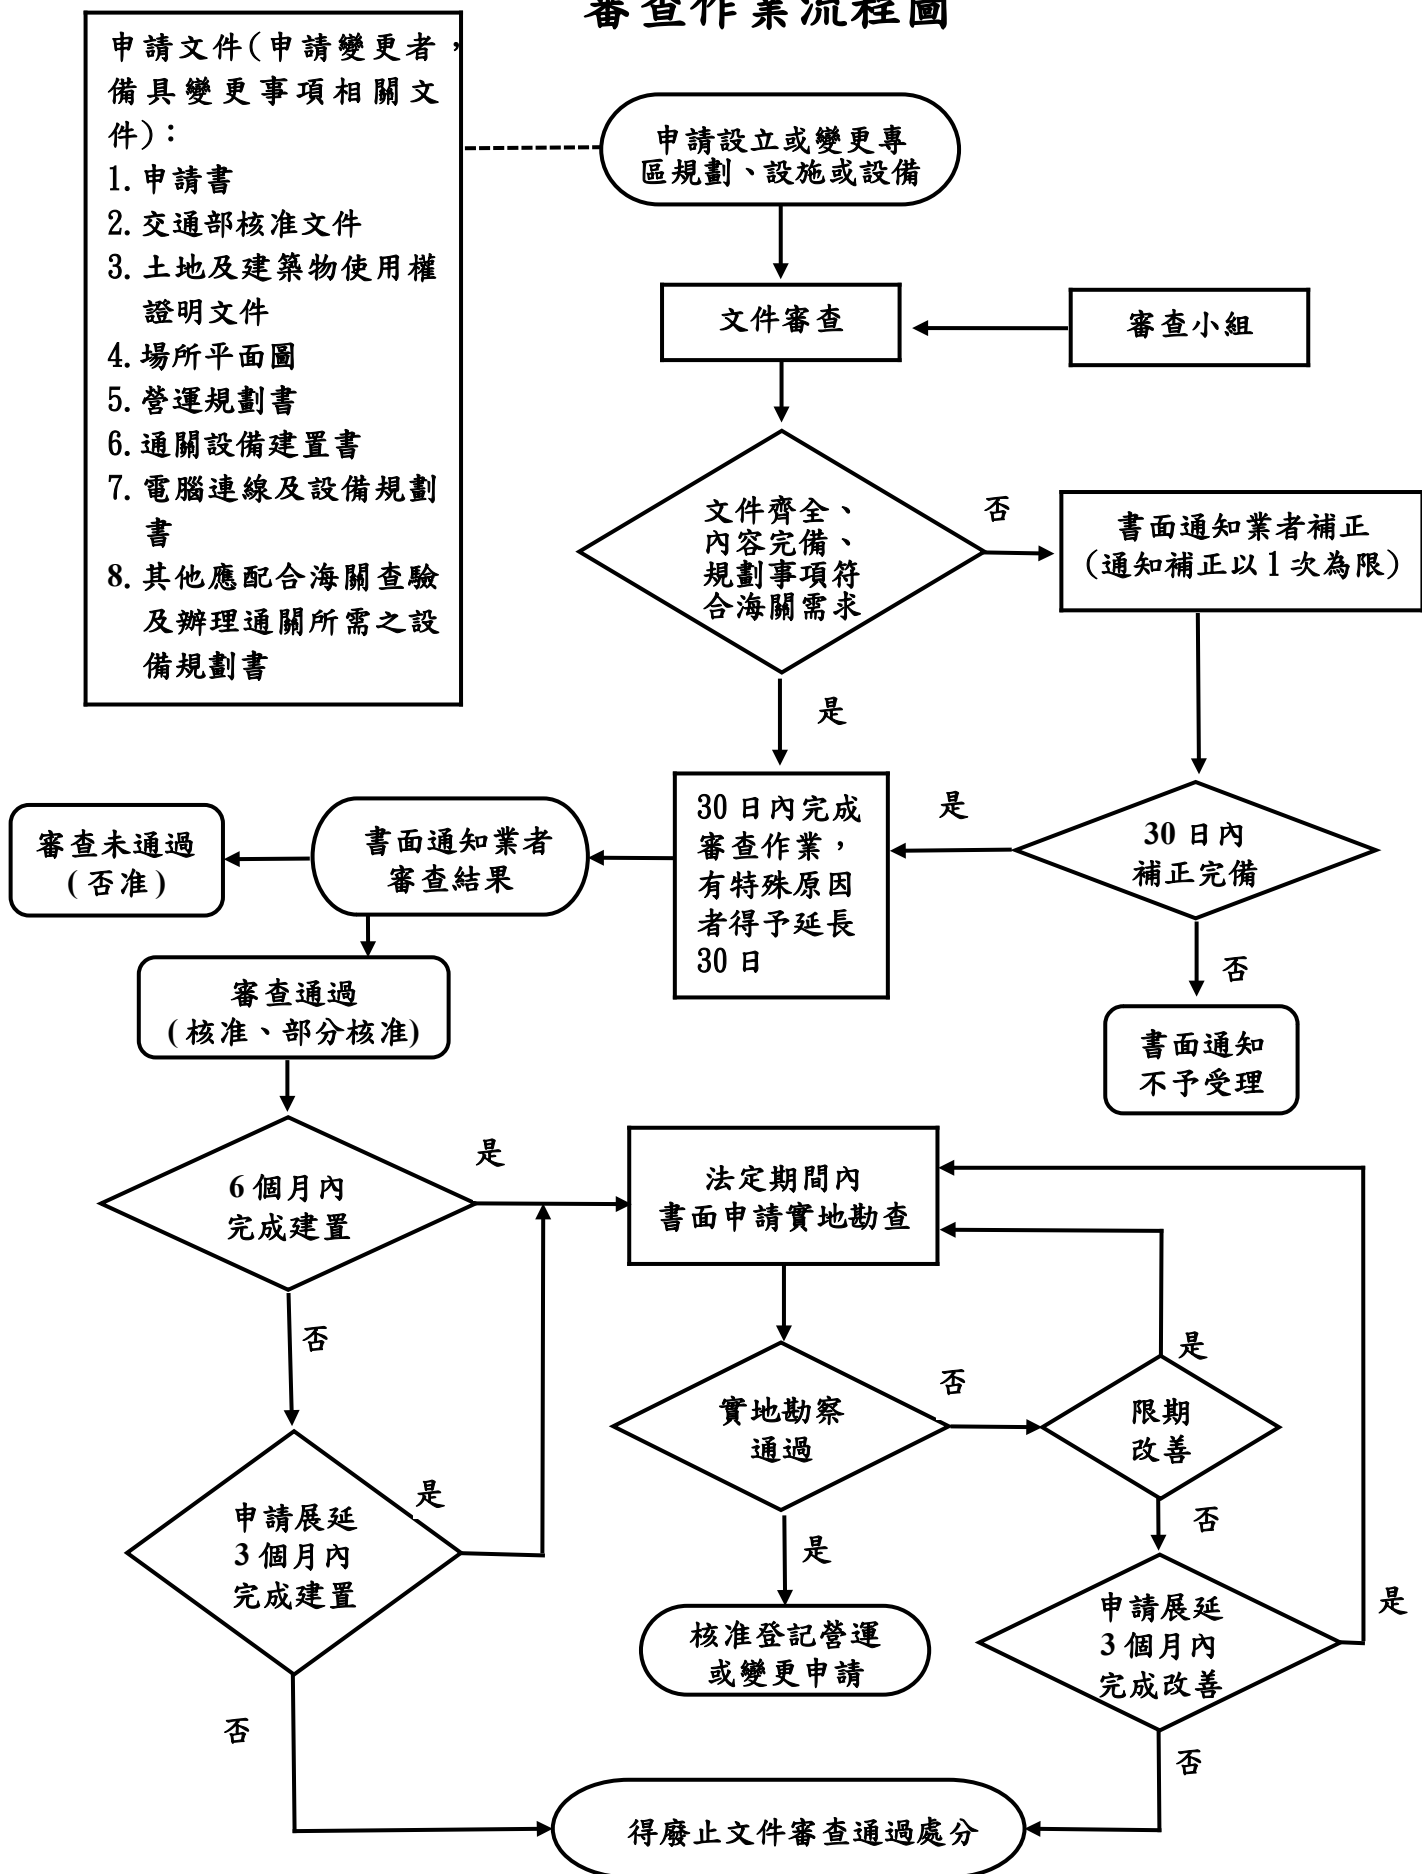 審查作業流程圖
申請文件(申請變更者，
備具變更事項相關文
件)：
1.申請書
2.交通部核准文件
3.土地及建築物使用權
證明文件
4.場所平面圖
5.營運規劃書
6.通關設備建置書
7.電腦連線及設備規劃
書
8.其他應配合海關查驗
及辦理通關所需之設
備規劃書
申請設立或變更專
區規劃、設施或設備
文件審查
審查小組
文件齊全、
內容完備、
規劃事項符
合海關需求
否
書面通知業者補正
(通知補正以1次為限)
是
30日內完成
審查作業，
有特殊原因
者得予延長
30日
是
30日內
補正完備
否
書面通知
不予受理
書面通知業者
審查結果
審查未通過
(否准)
審查通過
(核准、部分核准)
6個月內
完成建置
是
法定期間內
書面申請實地勘查
否
申請展延
3個月內
完成建置
是
實地勘察
通過
否
限期
改善
是
是
核准登記營運
或變更申請
否
申請展延
3個月內
完成改善
是
否
否
得廢止文件審查通過處分